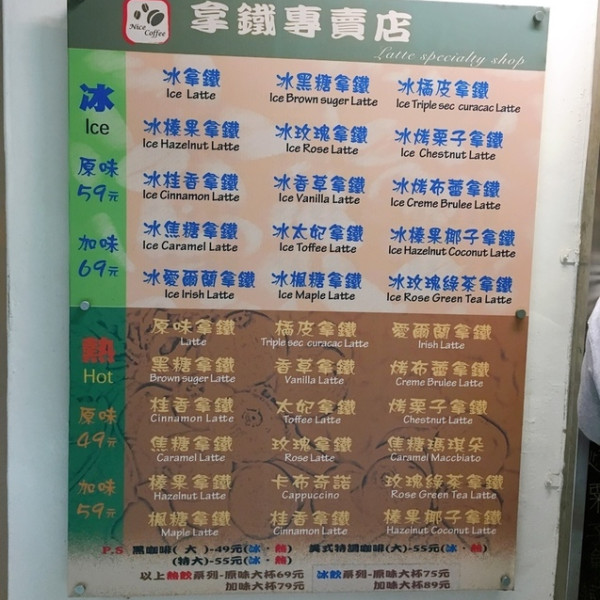 Nice Coffee
拿鐵專賣店
Latte specialty shop
冰
Ice
原味
59元
加味
69元
冰拿鐵 冰黑糖拿鐵 冰橘皮拿鐵
Ice Latte Ice Brown suger Latte Ice Triple sec curacac Latte
冰榛果拿鐵 冰玫瑰拿鐵 冰烤栗子拿鐵
Ice Hazelnut Latte Ice Rose Latte Ice Chestnut Latte
冰桂香拿鐵 冰香草拿鐵 冰烤布蕾拿鐵
Ice Cinnamon Latte Ice Vanilla Latte Ice Creme Brulee Latte
冰焦糖拿鐵 冰太妃拿鐵 冰榛果椰子拿鐵
Ice Caramel Latte Ice Toffee Latte Ice Hazelnut Coconut Latte
冰愛爾蘭拿鐵 冰楓糖拿鐵 冰玫瑰綠茶拿鐵
Ice Irish Latte Ice Maple Latte Ice Rose Green Tea Latte
熱
Hot
原味
49元
加味
59元
原味拿鐵 橘皮拿鐵 愛爾蘭拿鐵
Latte Triple sec curacac Latte Irish Latte
黑糖拿鐵 香草拿鐵 烤布蕾拿鐵
Brown suger Latte Vanilla Latte Creme Brulee Latte
桂香拿鐵 太妃拿鐵 烤栗子拿鐵
Cinnamon Latte Toffee Latte Chestnut Latte
焦糖拿鐵 玫瑰拿鐵 焦糖瑪琪朵
Caramel Latte Rose Latte Caramel Maccbiato
榛果拿鐵 卡布奇諾 玫瑰綠茶拿鐵
Hazelnut Latte Cappuccino Rose Green Tea Latte
楓糖拿鐵 桂香拿鐵 榛果椰子拿鐵
Maple Latte Cinnamon Latte Hazelnut Coconut Latte
P.S 黑咖啡(大)-49元(冰·熱) 美式特調咖啡(大)-55元(冰·熱)
(特大)-55元(冰·熱)
以上熱飲系列-原味大杯69元 冰飲系列-原味大杯75元
加味大杯79元 加味大杯89元